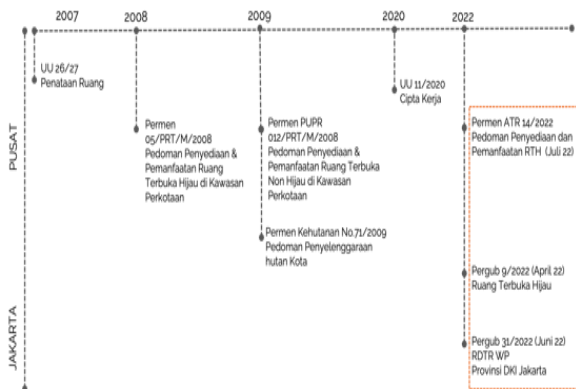 2007
2008
2009
2020
2022
PUSAT
JAKARTA
UU 26/27
Penataan Ruang
Permen
05/PRT/M/2008
Pedoman Penyediaan &
Pemanfaatan Ruang
Terbuka Hijau di Kawasan
Perkotaan
Permen PUPR
012/PRT/M/2008
Pedoman Penyediaan &
Pemanfaatan Ruang Terbuka
Non Hijau di Kawasan
Perkotaan
Permen Kehutanan No.71/2009
Pedoman Penyelenggaraan
hutan Kota
UU 11/2020
Cipta Kerja
Permen ATR 14/2022
Pedoman Penyediaan dan
Pemanfaatan RTH (Juli 22)
Pergub 9/2022 (April 22)
Ruang Terbuka Hijau
Pergub 31/2022 (Juni 22)
RDTR WP
Provinsi DKI Jakarta